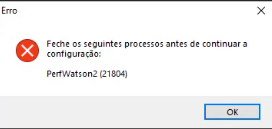 Erro
Feche os seguintes processos antes de continuar a
configuração:
PerfWatson2 (21804)
OK